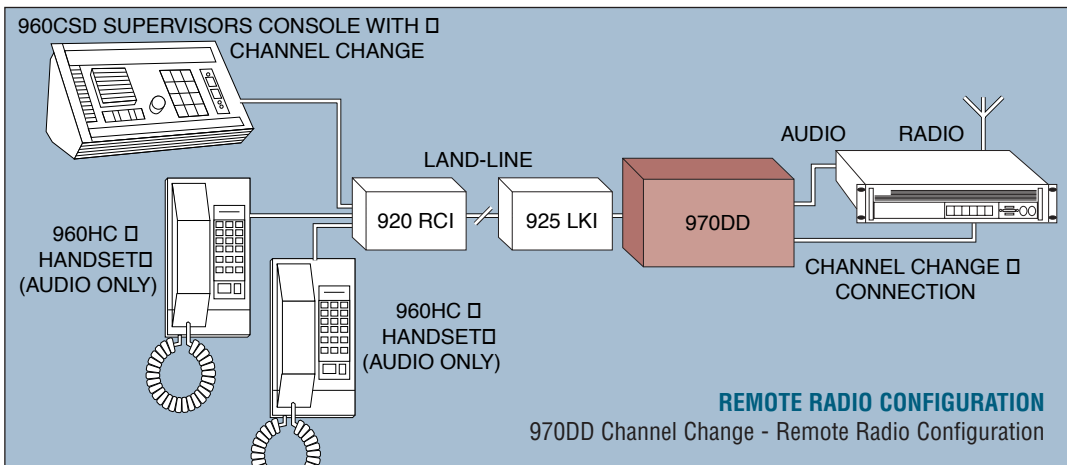 960CSD SUPERVISORS CONSOLE WITH □
CHANNEL CHANGE
AUDIO
RADIO
LAND-LINE
920 RCI
925 LKI
970DD
960HC □
HANDSET□
(AUDIO ONLY)
960HC □
HANDSET□
(AUDIO ONLY)
CHANNEL CHANGE □
CONNECTION
REMOTE RADIO CONFIGURATION
970DD Channel Change - Remote Radio Configuration